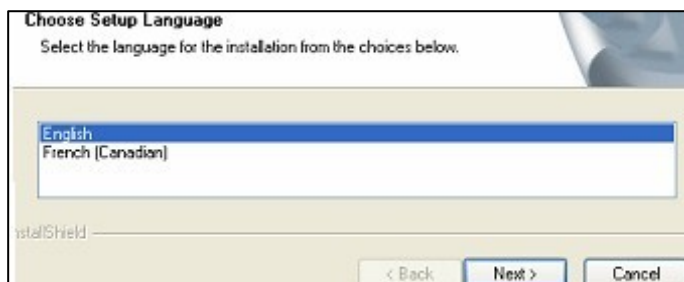 Choose Setup Language
Select the language for the installation from the choices below.
English
French (Canadian)
nstallShield
< Back Next > Cancel